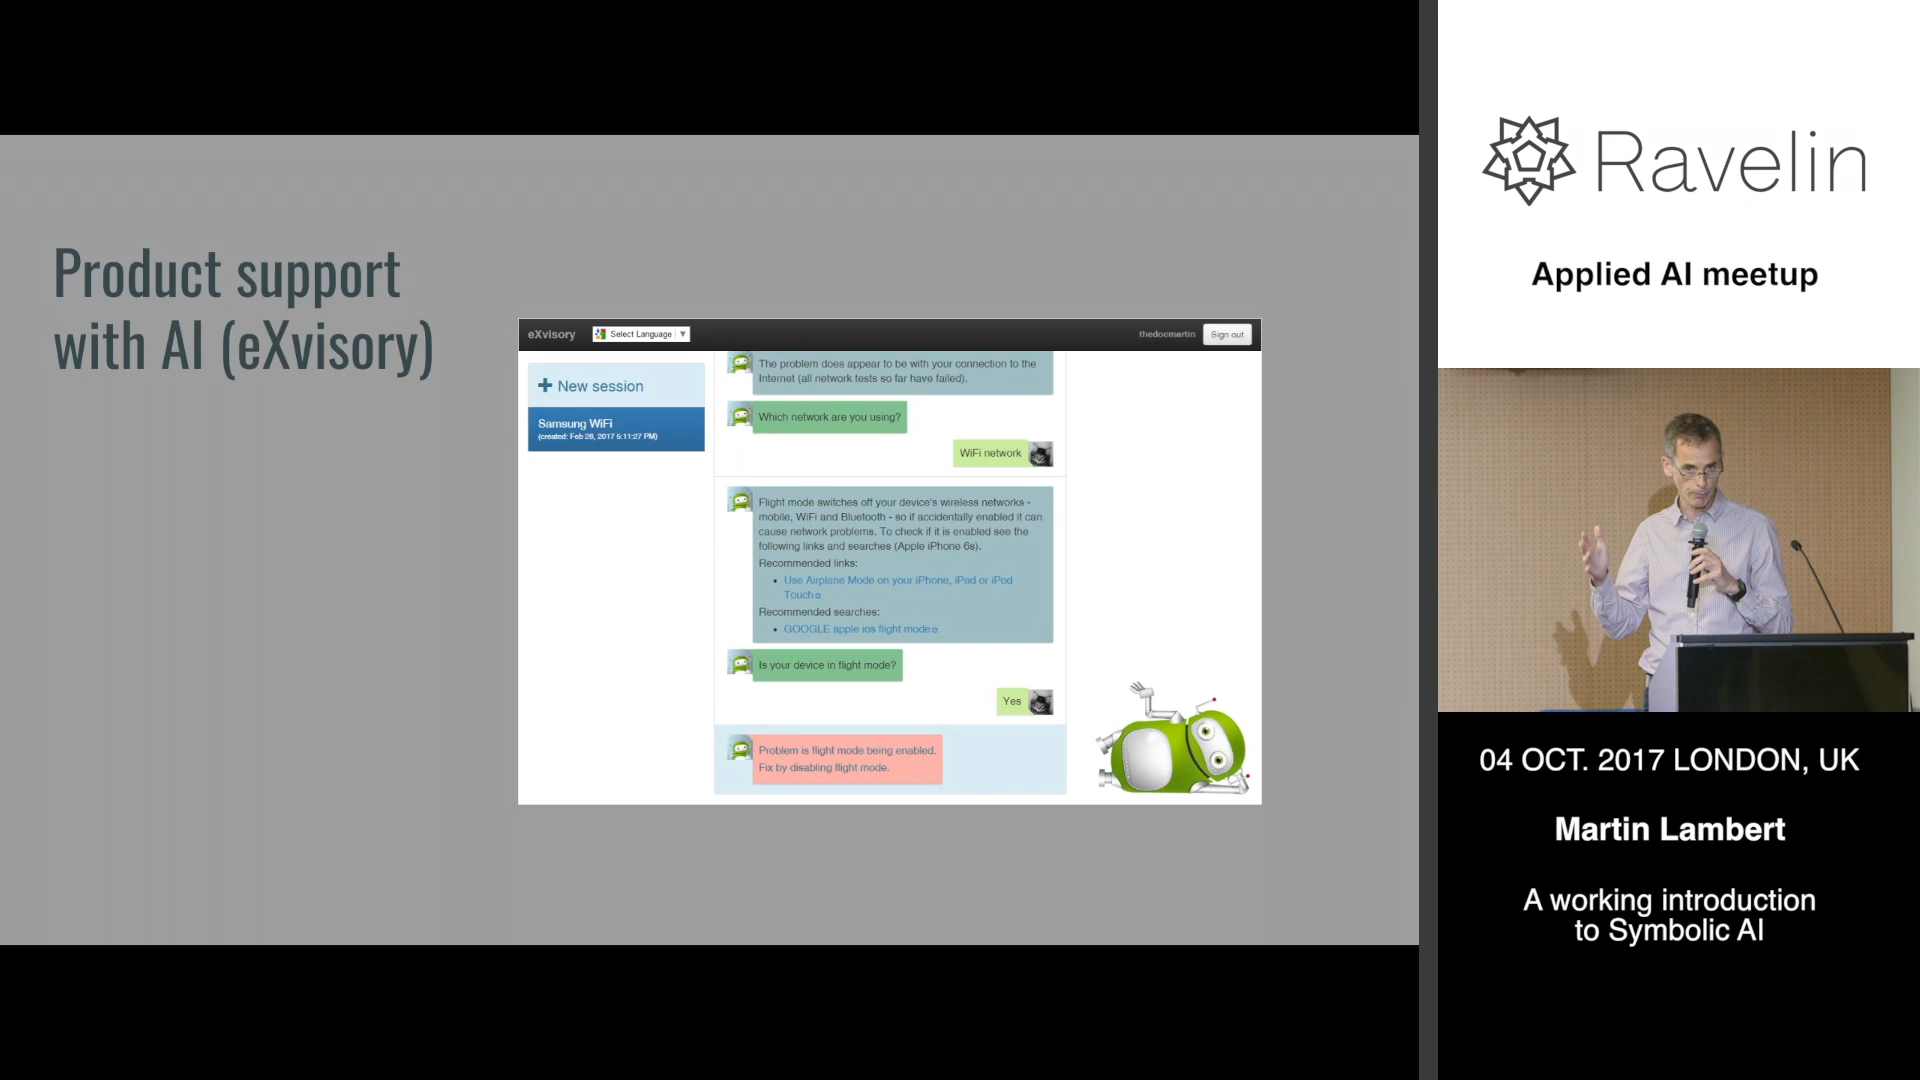 Product support
with AI (eXvisory)
eXvisory
Select Language
thedocmartin
Sign out
New session
Samsung WiFi
(created: Feb 28, 2017 5:11:27 PM)
The problem does appear to be with your connection to the
Internet (all network tests so far have failed).
Which network are you using?
WiFi network
Flight mode switches off your device's wireless networks -
mobile, WiFi and Bluetooth - so if accidentally enabled it can
cause network problems. To check if it is enabled see the
following links and searches (Apple iPhone 6s).
Recommended links:
• Use Airplane Mode on your iPhone, iPad or iPod
Touch
Recommended searches:
• GOOGLE apple ios flight mode
Is your device in flight mode?
Yes
Problem is flight mode being enabled.
Fix by disabling flight mode.
Ravelin
Applied AI meetup
04 OCT. 2017 LONDON, UK
Martin Lambert
A working introduction
to Symbolic AI